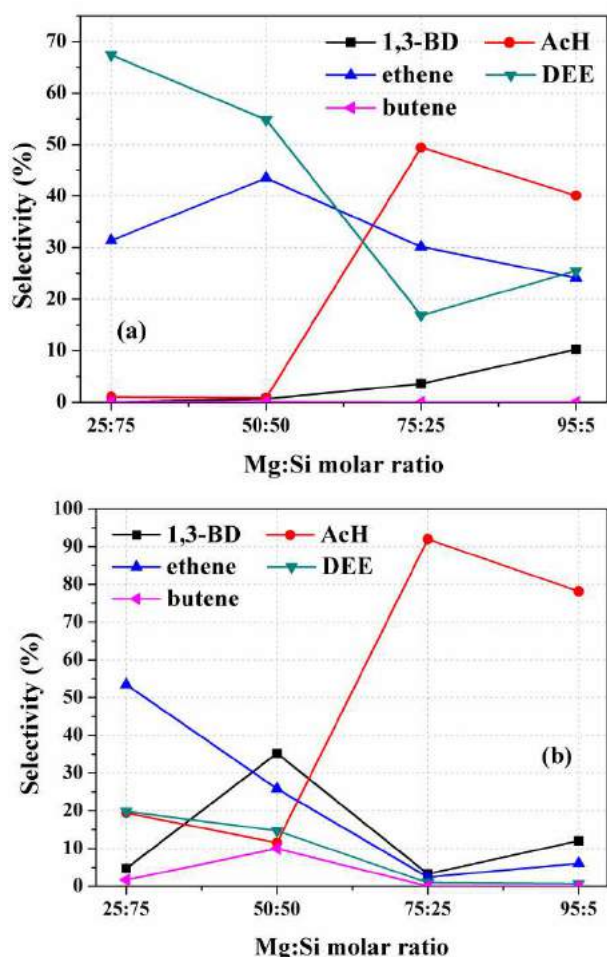 70
60
50
40
30
20
10
0
Selectivity (%)
1,3-BD AcH
ethene DEE
butene
(a)
25:75 50:50 75:25 95:5
Mg:Si molar ratio
100
90
80
70
60
50
40
30
20
10
0
Selectivity (%)
1,3-BD AcH
ethene DEE
butene
(b)
25:75 50:50 75:25 95:5
Mg:Si molar ratio